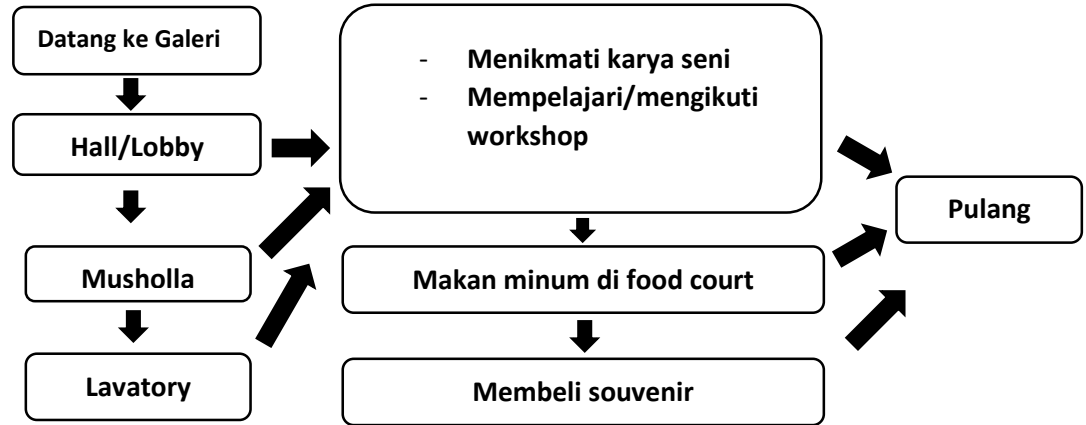 Datang ke Galeri
Hall/Lobby
Musholla
Lavatory
- Menikmati karya seni
- Mempelajari/mengikuti
workshop
Makan minum di food court
Membeli souvenir
Pulang